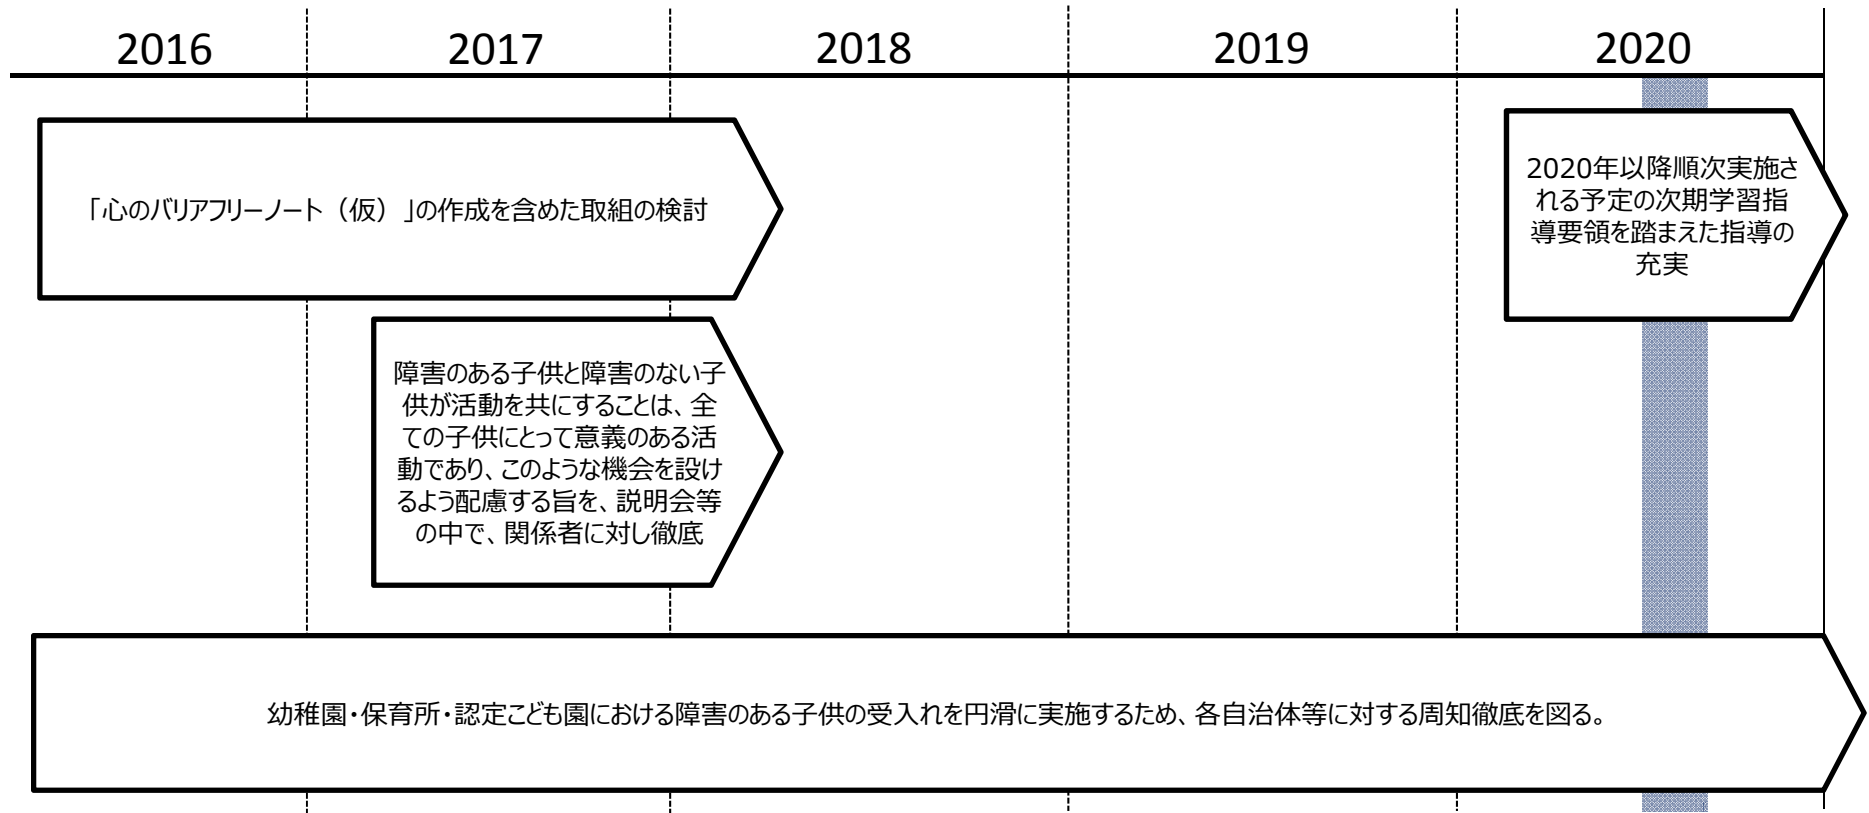 2016 2017 2018 2019 2020
「心のバリアフリーノート（仮）」の作成を含めた取組の検討
2020年以降順次実施さ
れる予定の次期学習指
導要領を踏まえた指導の
充実
障害のある子供と障害のない子
供が活動を共にすることは、全
ての子供にとって意義のある活
動であり、このような機会を設け
るよう配慮する旨を、説明会等
の中で、関係者に対し徹底
幼稚園・保育所・認定こども園における障害のある子供の受入れを円滑に実施するため、各自治体等に対する周知徹底を図る。